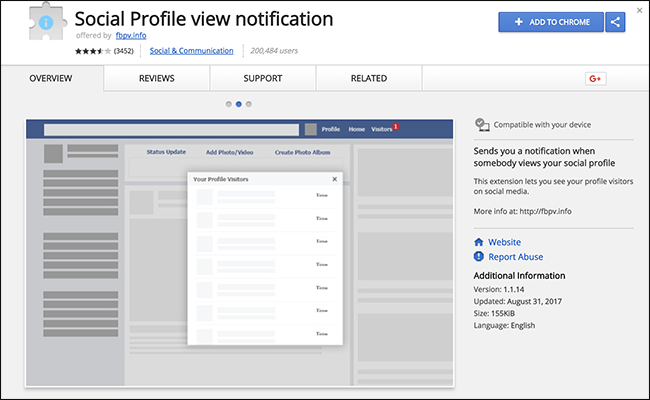 Social Profile view notification
offered by fbpv.info
(3452) Social & Communication 200,484 users
+ ADD TO CHROME
OVERVIEW REVIEWS SUPPORT RELATED
G+
Profile Home Visitors 1
Status Update Add Photo/Video Create Photo Album
Your Profile Visitors
Time
Time
Time
Time
Time
Time
Time
Compatible with your device
Sends you a notification when
somebody views your social profile
This extension lets you see your profile visitors
on social media.
More info at: http://fbpv.info
Website
Report Abuse
Additional Information
Version: 1.1.14
Updated: August 31, 2017
Size: 155KiB
Language: English